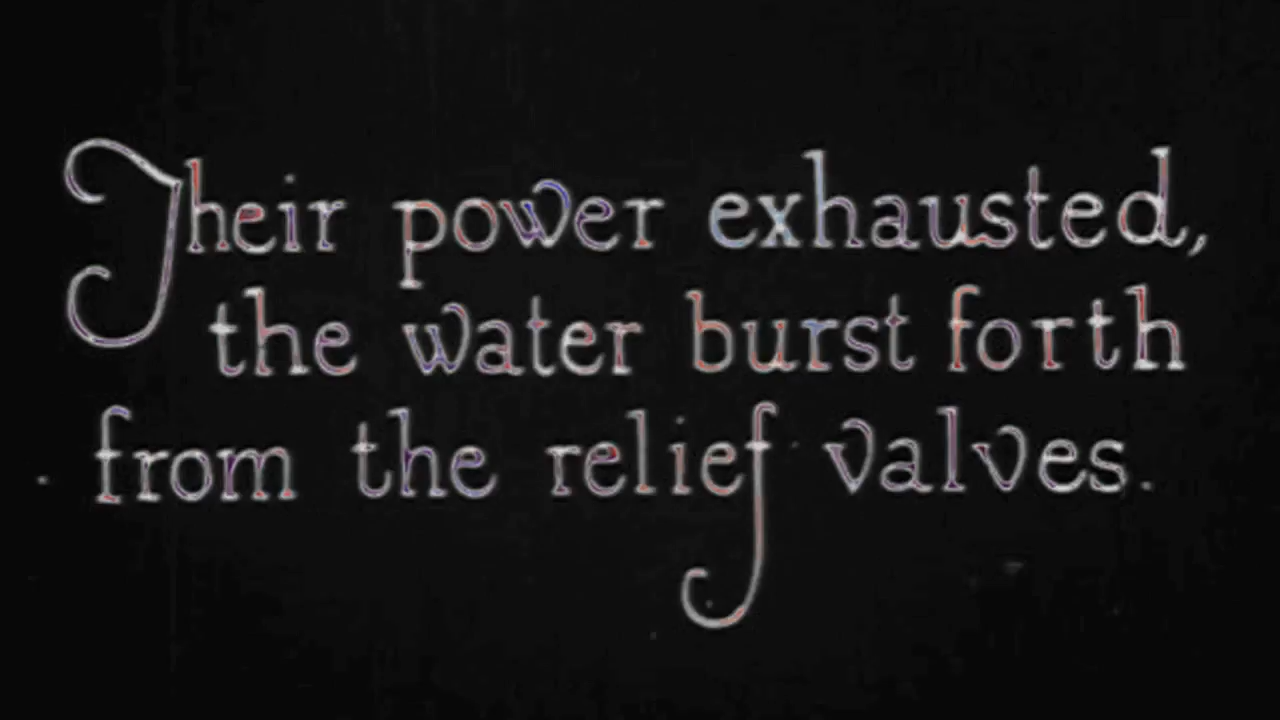 Their power exhausted,
the water burst forth
from the relief valves.